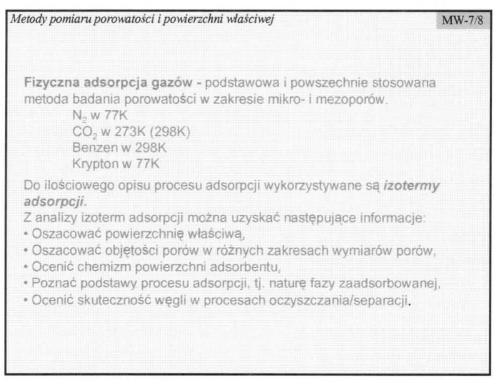 Metody pomiaru porowatości i powierzchni właściwej
MW-7/8
Fizyczna adsorpcja gazów - podstawowa i powszechnie stosowana
metoda badania porowatości w zakresie mikro- i mezoporów.
N₂ w 77K
CO₂ w 273K (298K)
Benzen w 298K
Krypton w 77K
Do ilościowego opisu procesu adsorpcji wykorzystywane są izotermy
adsorpcji.
Z analizy izoterm adsorpcji można uzyskać następujące informacje:
• Oszacować powierzchnię właściwą,
• Oszacować objętości porów w różnych zakresach wymiarów porów,
• Ocenić chemizm powierzchni adsorbentu,
• Poznać podstawy procesu adsorpcji, tj. naturę fazy zaadsorbowanej,
• Ocenić skuteczność węgli w procesach oczyszczania/separacji.